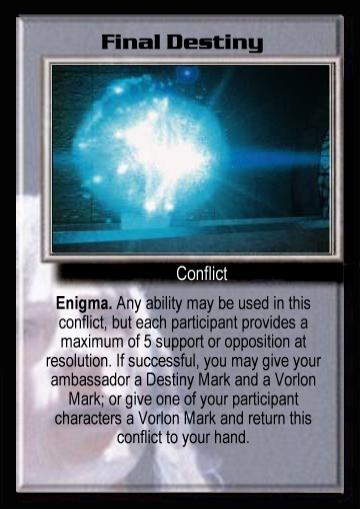 Final Destiny
Conflict
Enigma. Any ability may be used in this
conflict, but each participant provides a
maximum of 5 support or opposition at
resolution. If successful, you may give your
ambassador a Destiny Mark and a Vorlon
Mark; or give one of your participant
characters a Vorlon Mark and return this
conflict to your hand.